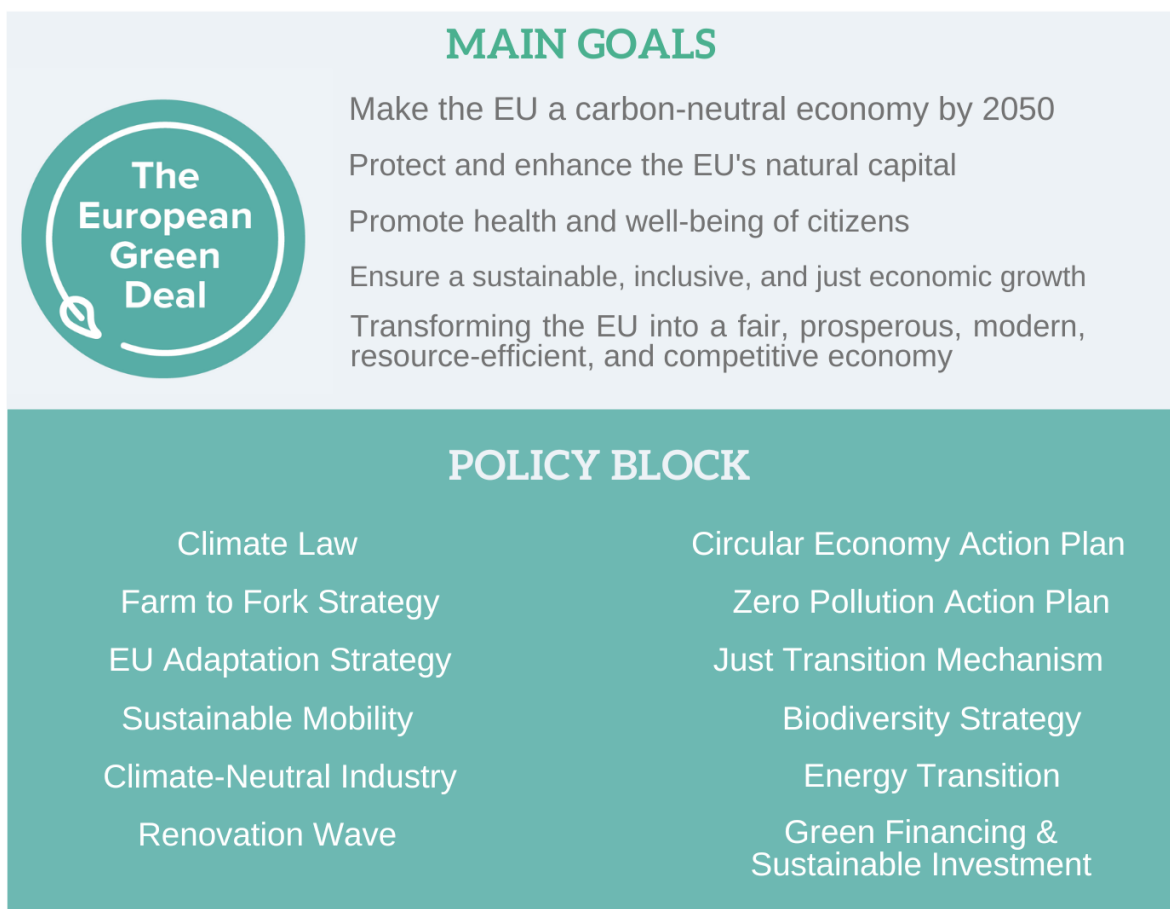 MAIN GOALS
The
European
Green
Deal
Make the EU a carbon-neutral economy by 2050
Protect and enhance the EU's natural capital
Promote health and well-being of citizens
Ensure a sustainable, inclusive, and just economic growth
Transforming the EU into a fair, prosperous, modern,
resource-efficient, and competitive economy
POLICY BLOCK
Climate Law
Farm to Fork Strategy
EU Adaptation Strategy
Sustainable Mobility
Climate-Neutral Industry
Renovation Wave
Circular Economy Action Plan
Zero Pollution Action Plan
Just Transition Mechanism
Biodiversity Strategy
Energy Transition
Green Financing &
Sustainable Investment